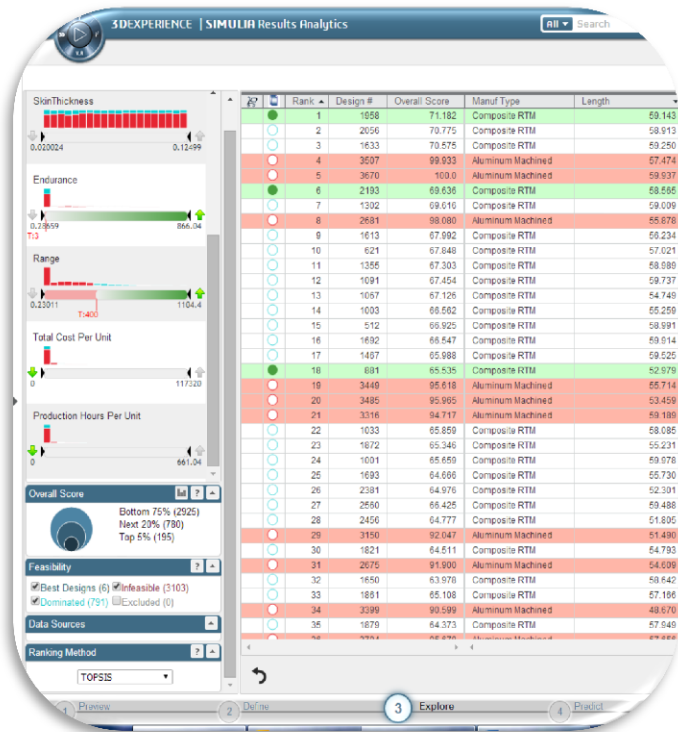 3DEXPERIENCE | SIMULIA Results Analytics
All Search
SkinThickness
0.020024 0.12499
Endurance
0.28659 866.04
T:3
Range
0.23011 1104.4
T:400
Total Cost Per Unit
0 117320
Production Hours Per Unit
0 661.04
Overall Score ?
Bottom 75% (2925)
Next 20% (780)
Top 5% (195)
Feasibility ?
Best Designs (6) Infeasible (3103)
Dominated (791) Excluded (0)
Data Sources
Ranking Method ?
TOPSIS
Rank Design # Overall Score Manuf Type Length
1 1958 71.182 Composite RTM 59.143
2 2056 70.775 Composite RTM 58.913
3 1633 70.575 Composite RTM 59.250
4 3507 99.933 Aluminum Machined 57.474
5 3670 100.0 Aluminum Machined 59.937
6 2193 69.636 Composite RTM 58.565
7 1302 69.616 Composite RTM 59.009
8 2681 98.080 Aluminum Machined 55.878
9 1613 67.992 Composite RTM 56.234
10 621 67.848 Composite RTM 57.021
11 1355 67.303 Composite RTM 58.989
12 1091 67.454 Composite RTM 59.737
13 1067 67.126 Composite RTM 54.749
14 1003 66.562 Composite RTM 55.259
15 512 66.925 Composite RTM 58.991
16 1692 66.547 Composite RTM 59.914
17 1467 65.988 Composite RTM 59.525
18 881 65.535 Composite RTM 52.979
19 3449 95.618 Aluminum Machined 55.714
20 3485 95.965 Aluminum Machined 53.459
21 3316 94.717 Aluminum Machined 59.189
22 1033 65.859 Composite RTM 58.085
23 1872 65.346 Composite RTM 55.231
24 1001 65.659 Composite RTM 59.978
25 1693 64.666 Composite RTM 55.730
26 2381 64.976 Composite RTM 52.301
27 2560 66.425 Composite RTM 59.488
28 2456 64.777 Composite RTM 51.805
29 3150 92.047 Aluminum Machined 51.490
30 1821 64.511 Composite RTM 54.793
31 2675 91.900 Aluminum Machined 54.609
32 1650 63.978 Composite RTM 58.642
33 1861 65.108 Composite RTM 57.166
34 3399 90.599 Aluminum Machined 48.670
35 1879 64.373 Composite RTM 57.949
1 Preview 2 Define 3 Explore 4 Predict